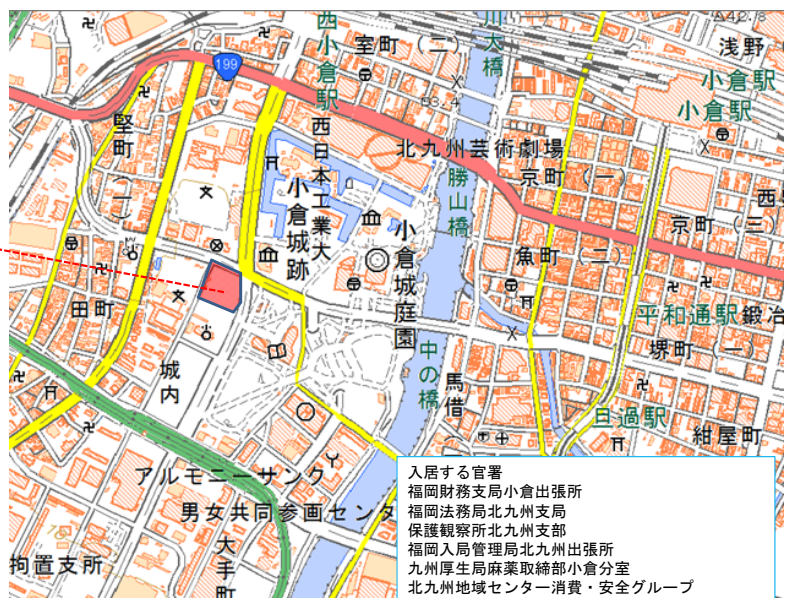 A42.8
西小倉駅
室町(二)
川大橋
浅野
199
53.4
小倉駅
小倉駅
竪町(一)
西日本工業大
北九州芸術劇場
勝山橋
京町(一)
小倉城跡
小倉城庭園
京町(三)
魚町(二)
田町
平和通駅
鍛冶
堺町(一)
城内
中の橋
馬借(一)
旦過駅
紺屋町
アルモニーサンク
男女共同参画センタ
大手町
拘置支所
入居する官署
福岡財務支局小倉出張所
福岡法務局北九州支局
保護観察所北九州支部
福岡入局管理局北九州出張所
九州厚生局麻薬取締部小倉分室
北九州地域センター消費・安全グループ